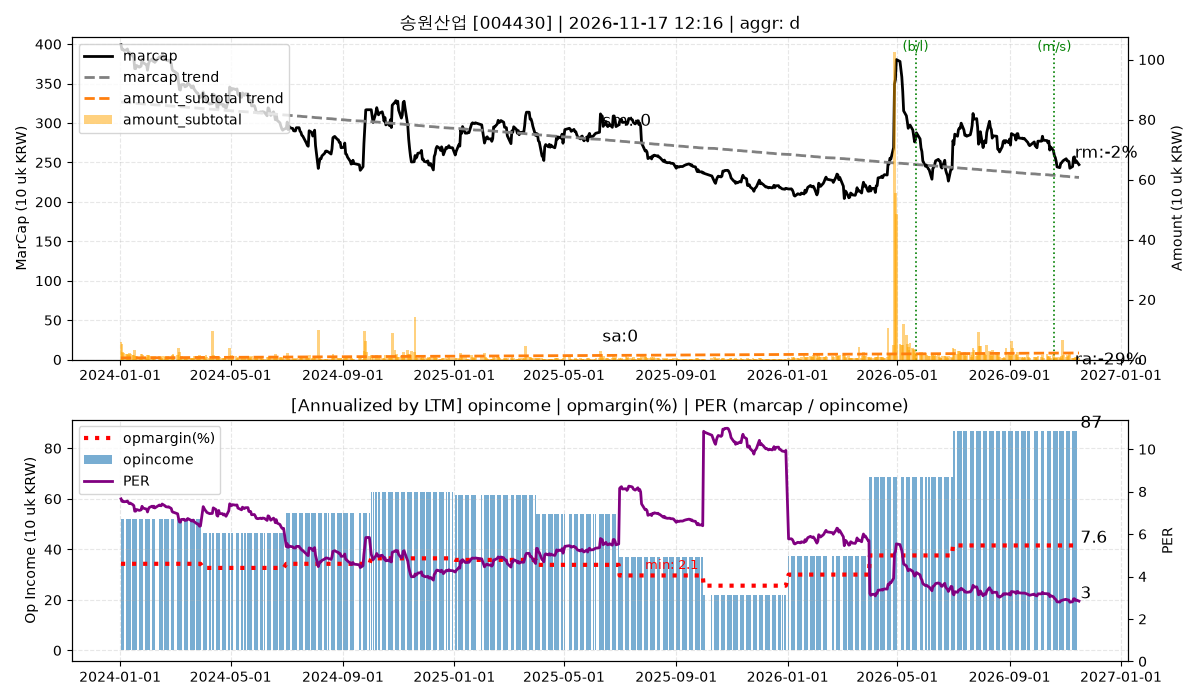 송원산업 [004430] | 2026-11-17 12:16 | aggr: d
MarCap (10 uk KRW)
400
350
300
250
200
150
100
50
0
marcap
marcap trend
amount_subtotal trend
amount_subtotal
sa:0
(b/l)
(m/s)
rm:-2%
ra:-29%
100
80
60
40
20
0
Amount (10 uk KRW)
2024-01-01 2024-05-01 2024-09-01 2025-01-01 2025-05-01 2025-09-01 2026-01-01 2026-05-01 2026-09-01 2027-01-01
[Annualized by LTM] opincome | opmargin(%) | PER (marcap / opincome)
Op Income (10 uk KRW)
80
60
40
20
0
opmargin(%)
opincome
PER
min: 2.1
87
7.6
3
10
8
6
4
2
0
PER
2024-01-01 2024-05-01 2024-09-01 2025-01-01 2025-05-01 2025-09-01 2026-01-01 2026-05-01 2026-09-01 2027-01-01